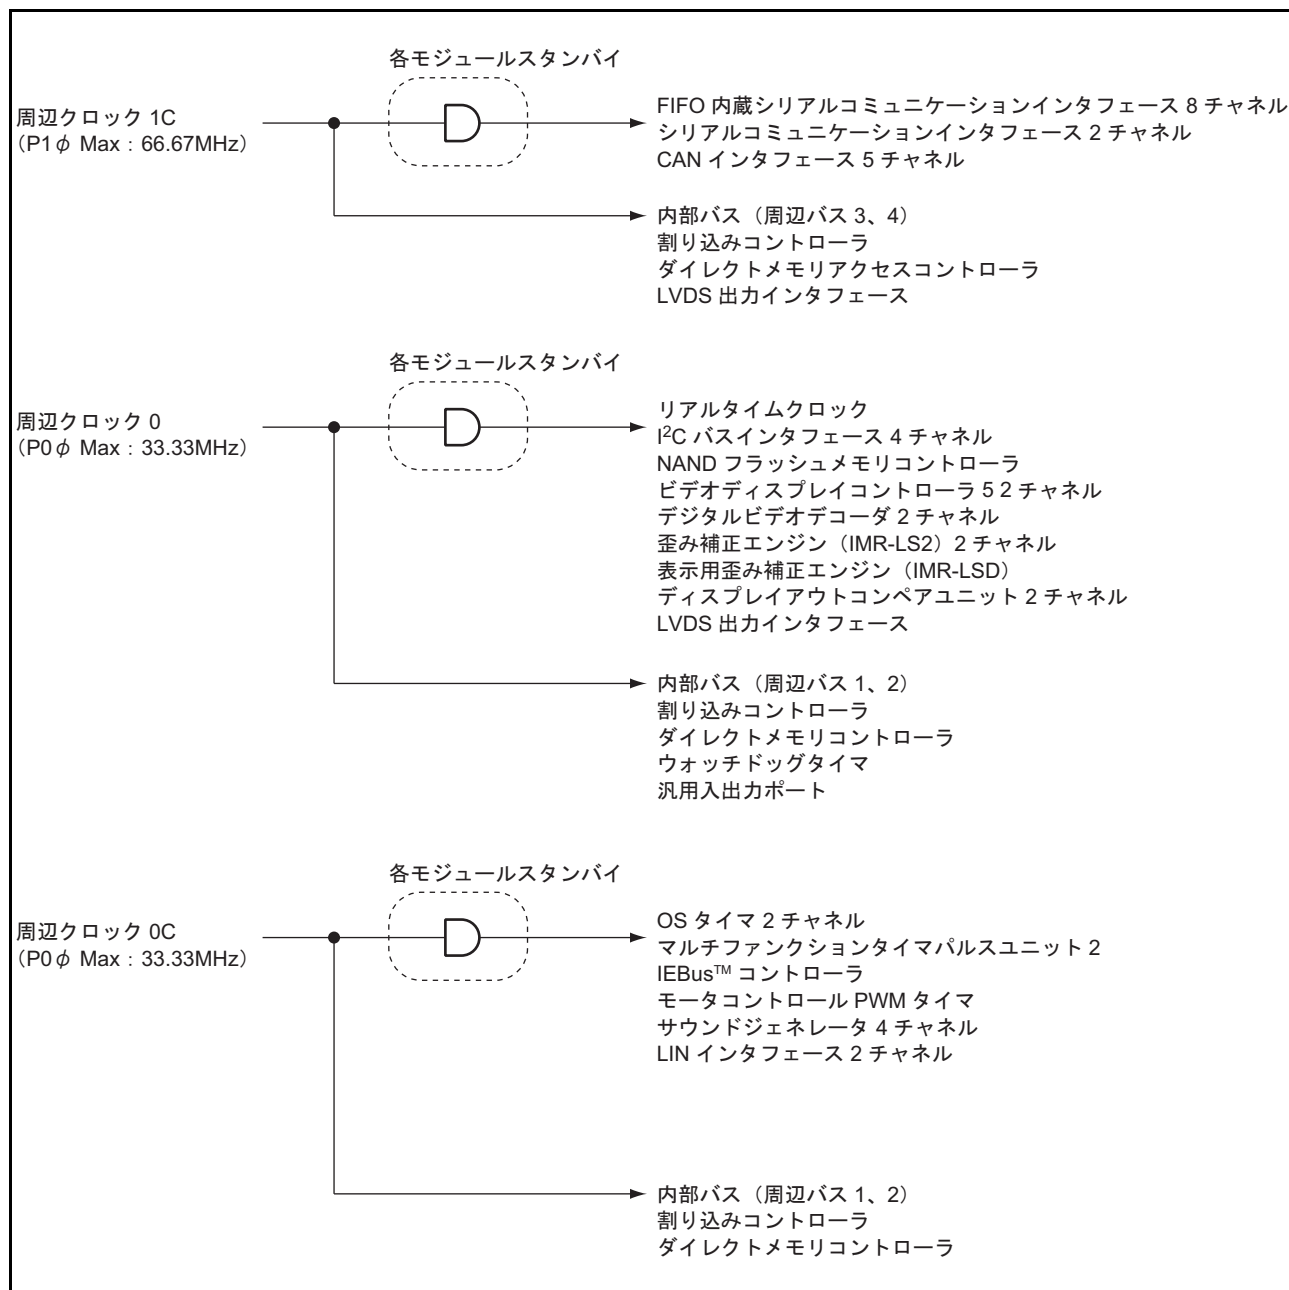 各モジュールスタンバイ
周辺クロック 1C
（P1φ Max：66.67MHz）
FIFO 内蔵シリアルコミュニケーションインタフェース 8 チャネル
シリアルコミュニケーションインタフェース 2 チャネル
CAN インタフェース 5 チャネル
内部バス（周辺バス 3、4）
割り込みコントローラ
ダイレクトメモリアクセスコントローラ
LVDS 出力インタフェース
各モジュールスタンバイ
周辺クロック 0
（P0φ Max：33.33MHz）
リアルタイムクロック
I²C バスインタフェース 4 チャネル
NAND フラッシュメモリコントローラ
ビデオディスプレイコントローラ 5 2 チャネル
デジタルビデオデコーダ 2 チャネル
歪み補正エンジン（IMR-LS2）2 チャネル
表示用歪み補正エンジン（IMR-LSD）
ディスプレイアウトコンペアユニット 2 チャネル
LVDS 出力インタフェース
内部バス（周辺バス 1、2）
割り込みコントローラ
ダイレクトメモリコントローラ
ウォッチドッグタイマ
汎用入出力ポート
各モジュールスタンバイ
周辺クロック 0C
（P0φ Max：33.33MHz）
OS タイマ 2 チャネル
マルチファンクションタイマパルスユニット 2
IEBus™ コントローラ
モータコントロール PWM タイマ
サウンドジェネレータ 4 チャネル
LIN インタフェース 2 チャネル
内部バス（周辺バス 1、2）
割り込みコントローラ
ダイレクトメモリコントローラ